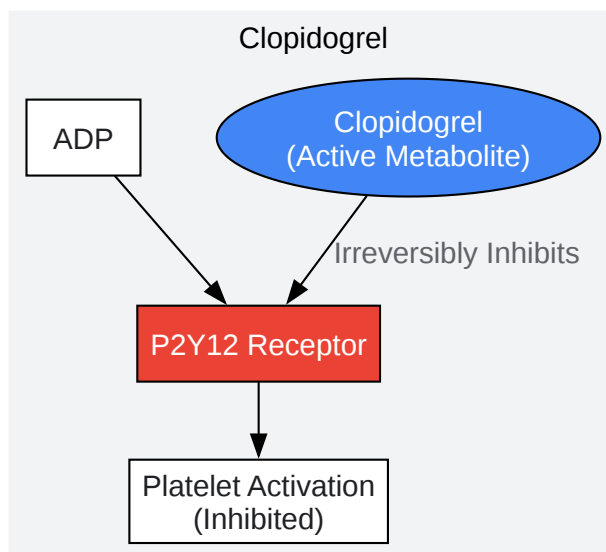 Clopidogrel
ADP
Clopidogrel
(Active Metabolite)
Irreversibly Inhibits
P2Y12 Receptor
Platelet Activation
(Inhibited)